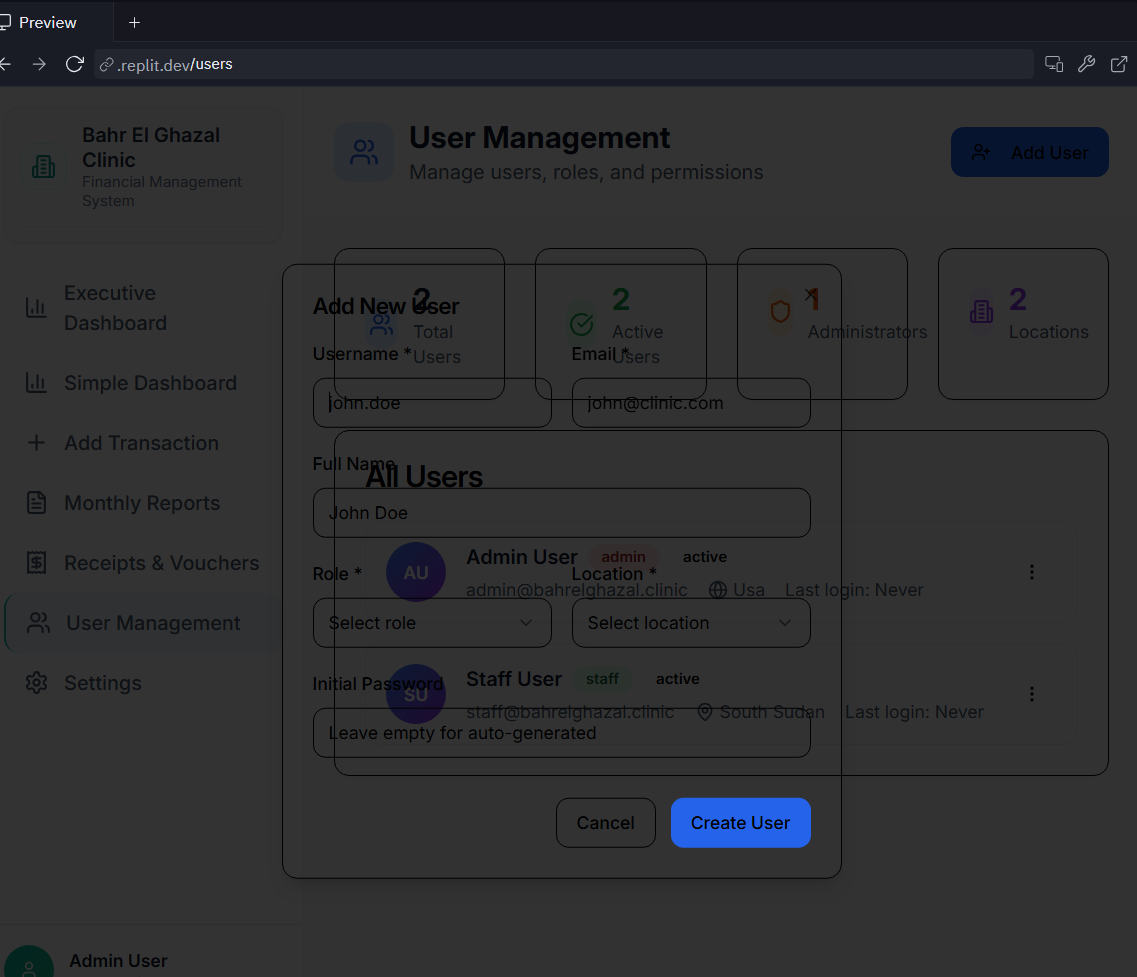 Preview
.replit.dev/users
Bahr El Ghazal
Clinic
Financial Management
System
User Management
Manage users, roles, and permissions
Add User
Executive
Dashboard
Simple Dashboard
Add Transaction
Monthly Reports
Receipts & Vouchers
User Management
Settings
Admin User
2
Total
Users
2
Active
Users
1
Administrators
2
Locations
All Users
AU
Admin User
admin
active
admin@bahrelghazal.clinic
Usa
Last login: Never
SU
Staff User
staff
active
staff@bahrelghazal.clinic
South Sudan
Last login: Never
Add New User
Username *
Email *
john.doe
john@clinic.com
Full Name
John Doe
Role *
Location *
Select role
Select location
Initial Password
Leave empty for auto-generated
Cancel
Create User